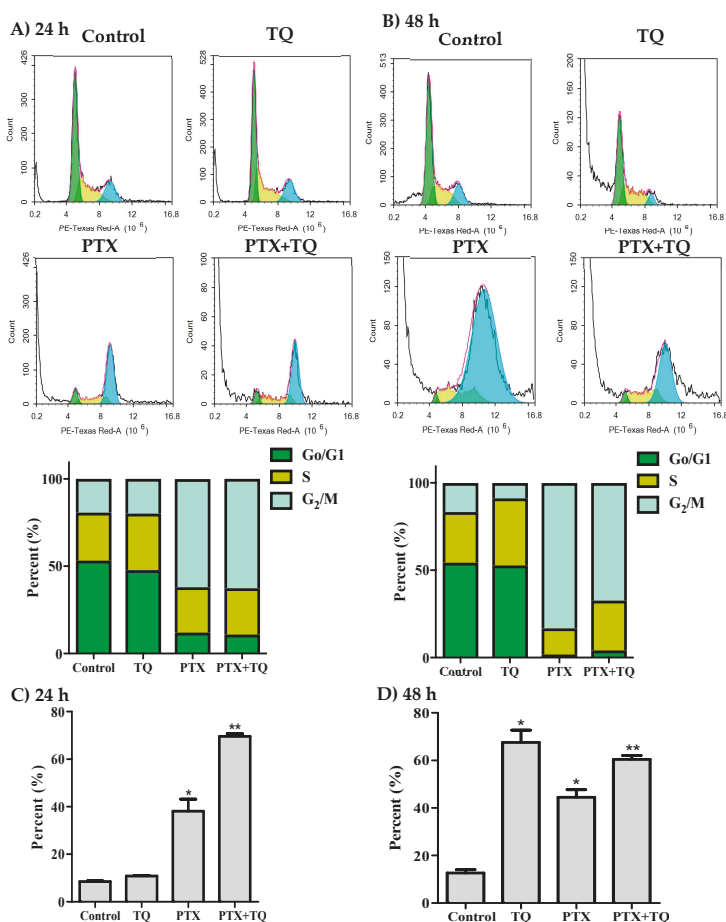 A) 24 h
Control
TQ
B) 48 h
Control
TQ
426
300
200
100
0
Count
0.2 4 8 12 16.8
PE-Texas Red-A (10 6)
528
400
300
200
100
0
Count
0.2 4 8 12 16.8
PE-Texas Red-A (10 6)
513
400
300
200
100
0
Count
0.2 4 8 12 16.8
PE-Texas Red-A (10 6)
200
160
120
80
40
0
Count
0.2 4 8 12 16.8
PE-Texas Red-A (10 6)
PTX
PTX+TQ
PTX
PTX+TQ
426
300
200
100
0
Count
0.2 4 8 12 16.8
PE-Texas Red-A (10 6)
100
80
60
40
20
0
Count
0.2 4 8 12 16.8
PE-Texas Red-A (10 6)
150
120
90
60
30
0
Count
0.2 4 8 12 16.8
PE-Texas Red-A (10 6)
150
120
80
40
0
Count
0.2 4 8 12 16.8
PE-Texas Red-A (10 6)
Go/G1
S
G2/M
100
50
0
Percent (%)
Control TQ PTX PTX+TQ
Go/G1
S
G2/M
100
50
0
Percent (%)
Control TQ PTX PTX+TQ
C) 24 h
80
60
40
20
0
Percent (%)
*
**
Control TQ PTX PTX+TQ
D) 48 h
80
60
40
20
0
Percent (%)
*
*
**
Control TQ PTX PTX+TQ